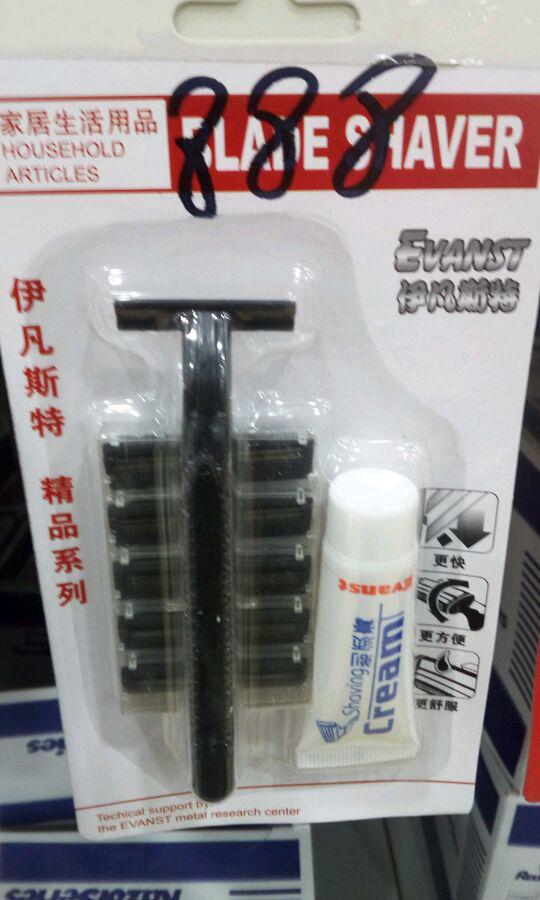 888
家居生活用品
HOUSEHOLD
ARTICLES
BLADE SHAVER
EVANST
伊凡斯特
伊凡斯特 精品系列
Evanst
Shaving
Cream
更快
更方便
更舒服
Techical support by:
the EVANST metal research center
RazorSeries